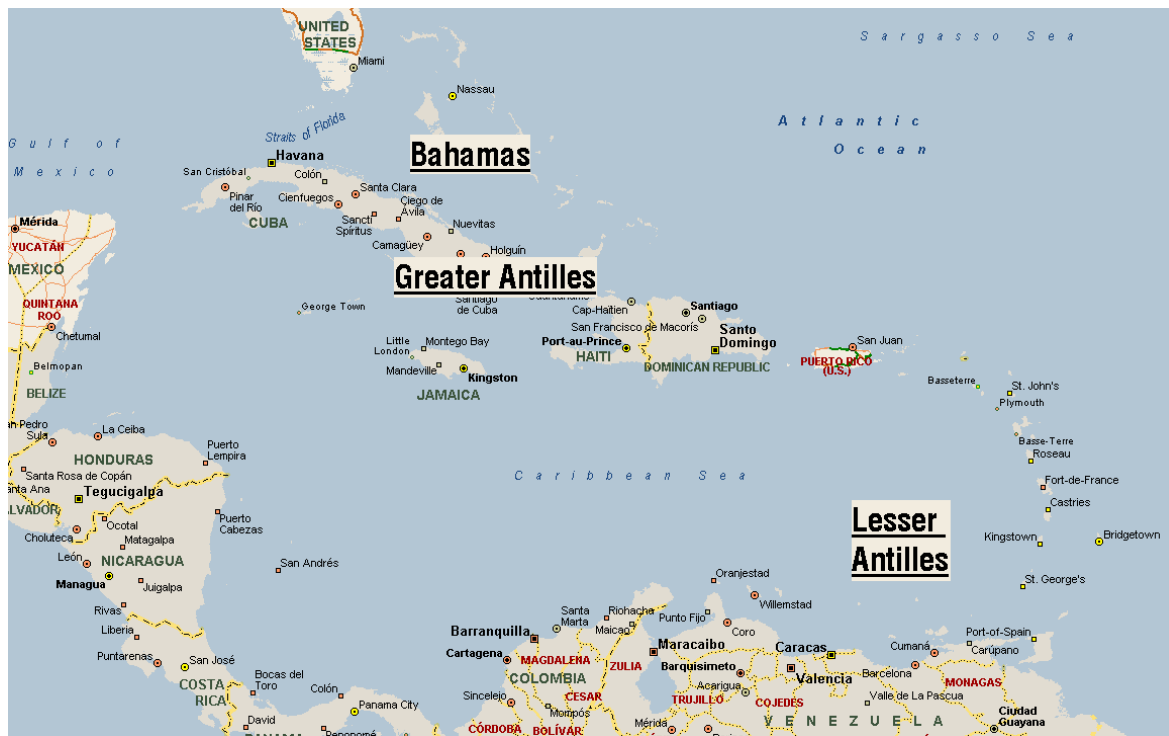 UNITED
STATES
Miami
Sargasso Sea
Nassau
Straits of Florida
Atlantic
Ocean
Gulf of
Mexico
Bahamas
Havana
San Cristóbal
Colón
Pinar
del Río
Cienfuegos
Santa Clara
Ciego de
Ávila
Sancti
Spíritus
Nuevitas
CUBA
Camagüey
Holguín
Mérida
YUCATÁN
MEXICO
QUINTANA
ROO
Chetumal
Greater Antilles
Santiago
de Cuba
George Town
Cap-Haïtien
Santiago
San Francisco de Macorís
Santo
Domingo
Port-au-Prince
HAITI
DOMINICAN REPUBLIC
San Juan
PUERTO RICO
(U.S.)
Little
London
Montego Bay
Mandeville
Kingston
JAMAICA
Belmopan
BELIZE
Basseterre
St. John's
Plymouth
Basse-Terre
Roseau
Fort-de-France
Castries
Kingstown
Bridgetown
St. George's
Caribbean Sea
Lesser
Antilles
San Pedro
Sula
La Ceiba
HONDURAS
Puerto
Lempira
Santa Rosa de Copán
Santa Ana
Tegucigalpa
ALVADOR
Choluteca
Ocotal
Puerto
Cabezas
Matagalpa
León
NICARAGUA
Managua
Juigalpa
San Andrés
Rivas
Liberia
Puntarenas
San José
COSTA
RICA
Bocas del
Toro
Colón
Panama City
David
PANAMA
Penonomé
Oranjestad
Willemstad
Santa
Marta
Riohacha
Punto Fijo
Maicao
Coro
Barranquilla
Cartagena
MAGDALENA
ZULIA
Maracaibo
Caracas
Cumaná
Port-of-Spain
Carúpano
Barquisimeto
Valencia
Barcelona
COLOMBIA
CESAR
Acarigua
MONAGAS
Sincelejo
Mompós
TRUJILLO
COJEDES
Valle de La Pascua
Ciudad
Guayana
CÓRDOBA
BOLÍVAR
Mérida
VENEZUELA